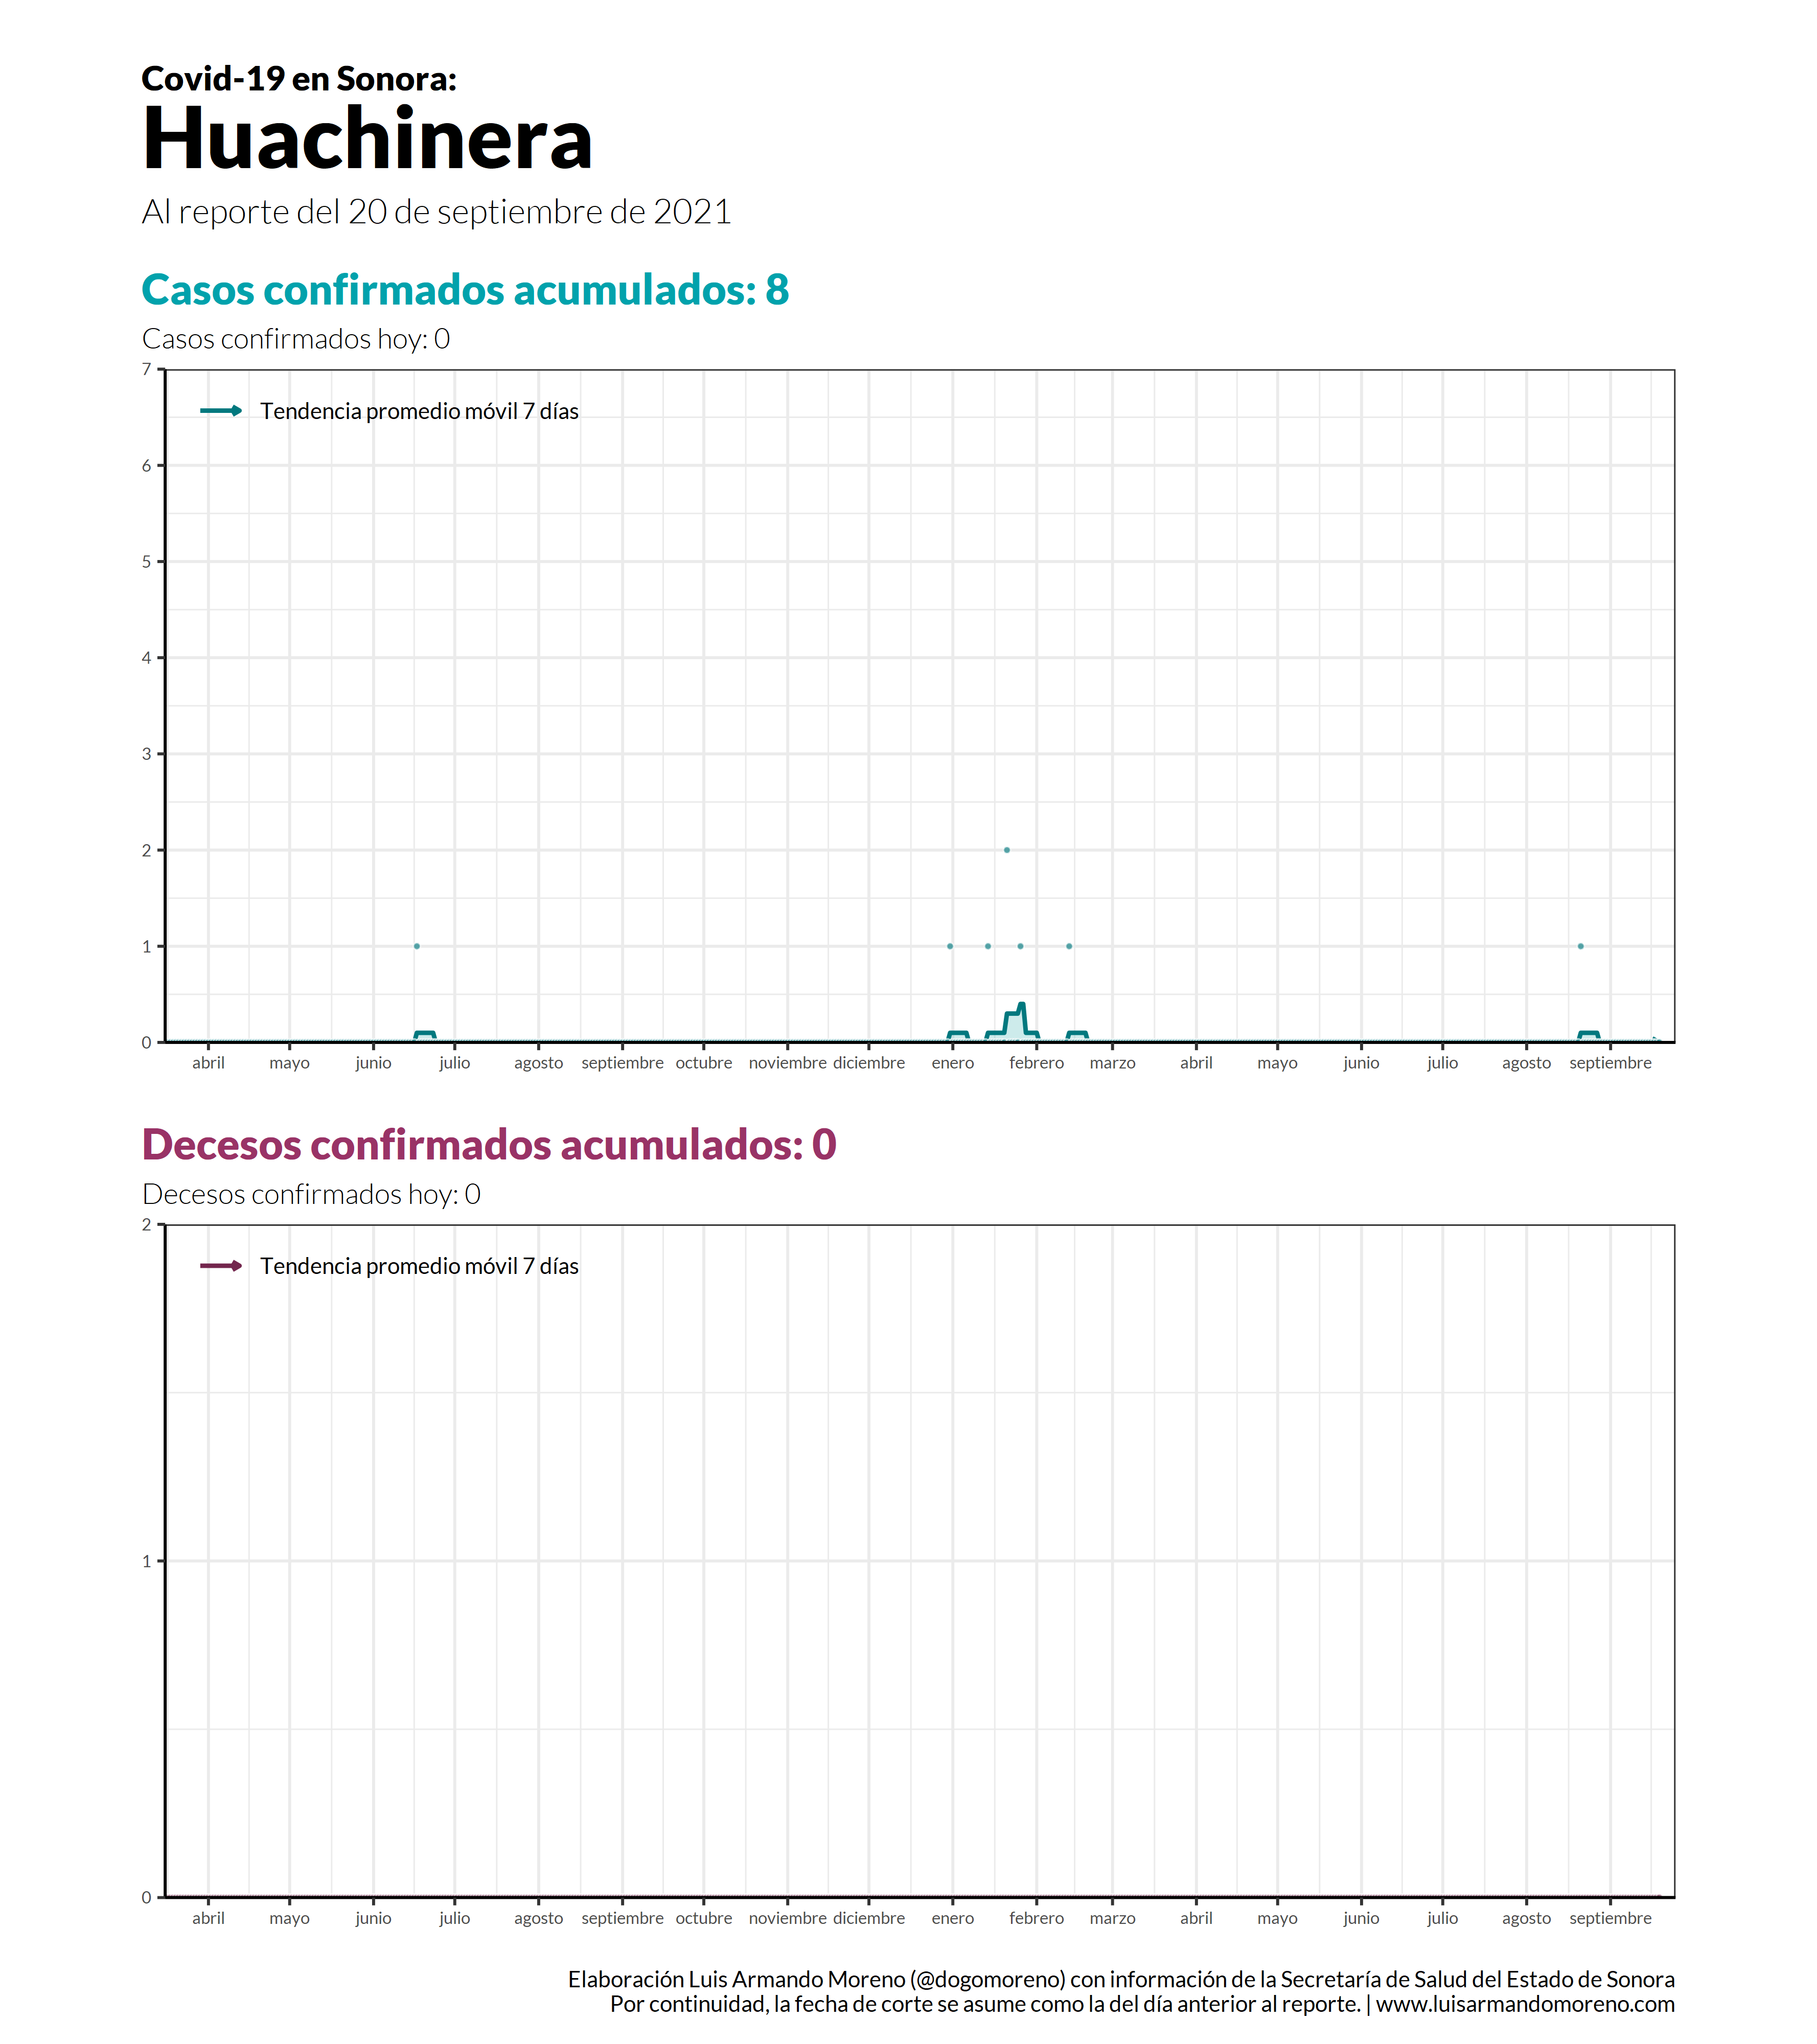 Covid-19 en Sonora:
Huachinera
Al reporte del 20 de septiembre de 2021
Casos confirmados acumulados: 8
Casos confirmados hoy: 0
7
Tendencia promedio móvil 7 días
6
5
4
3
2
1
0
abril mayo junio julio agosto septiembre octubre noviembre diciembre enero febrero marzo abril mayo junio julio agosto septiembre
Decesos confirmados acumulados: 0
Decesos confirmados hoy: 0
2
Tendencia promedio móvil 7 días
1
0
abril mayo junio julio agosto septiembre octubre noviembre diciembre enero febrero marzo abril mayo junio julio agosto septiembre
Elaboración Luis Armando Moreno (@dogomoreno) con información de la Secretaría de Salud del Estado de Sonora
Por continuidad, la fecha de corte se asume como la del día anterior al reporte. | www.luisarmandomoreno.com